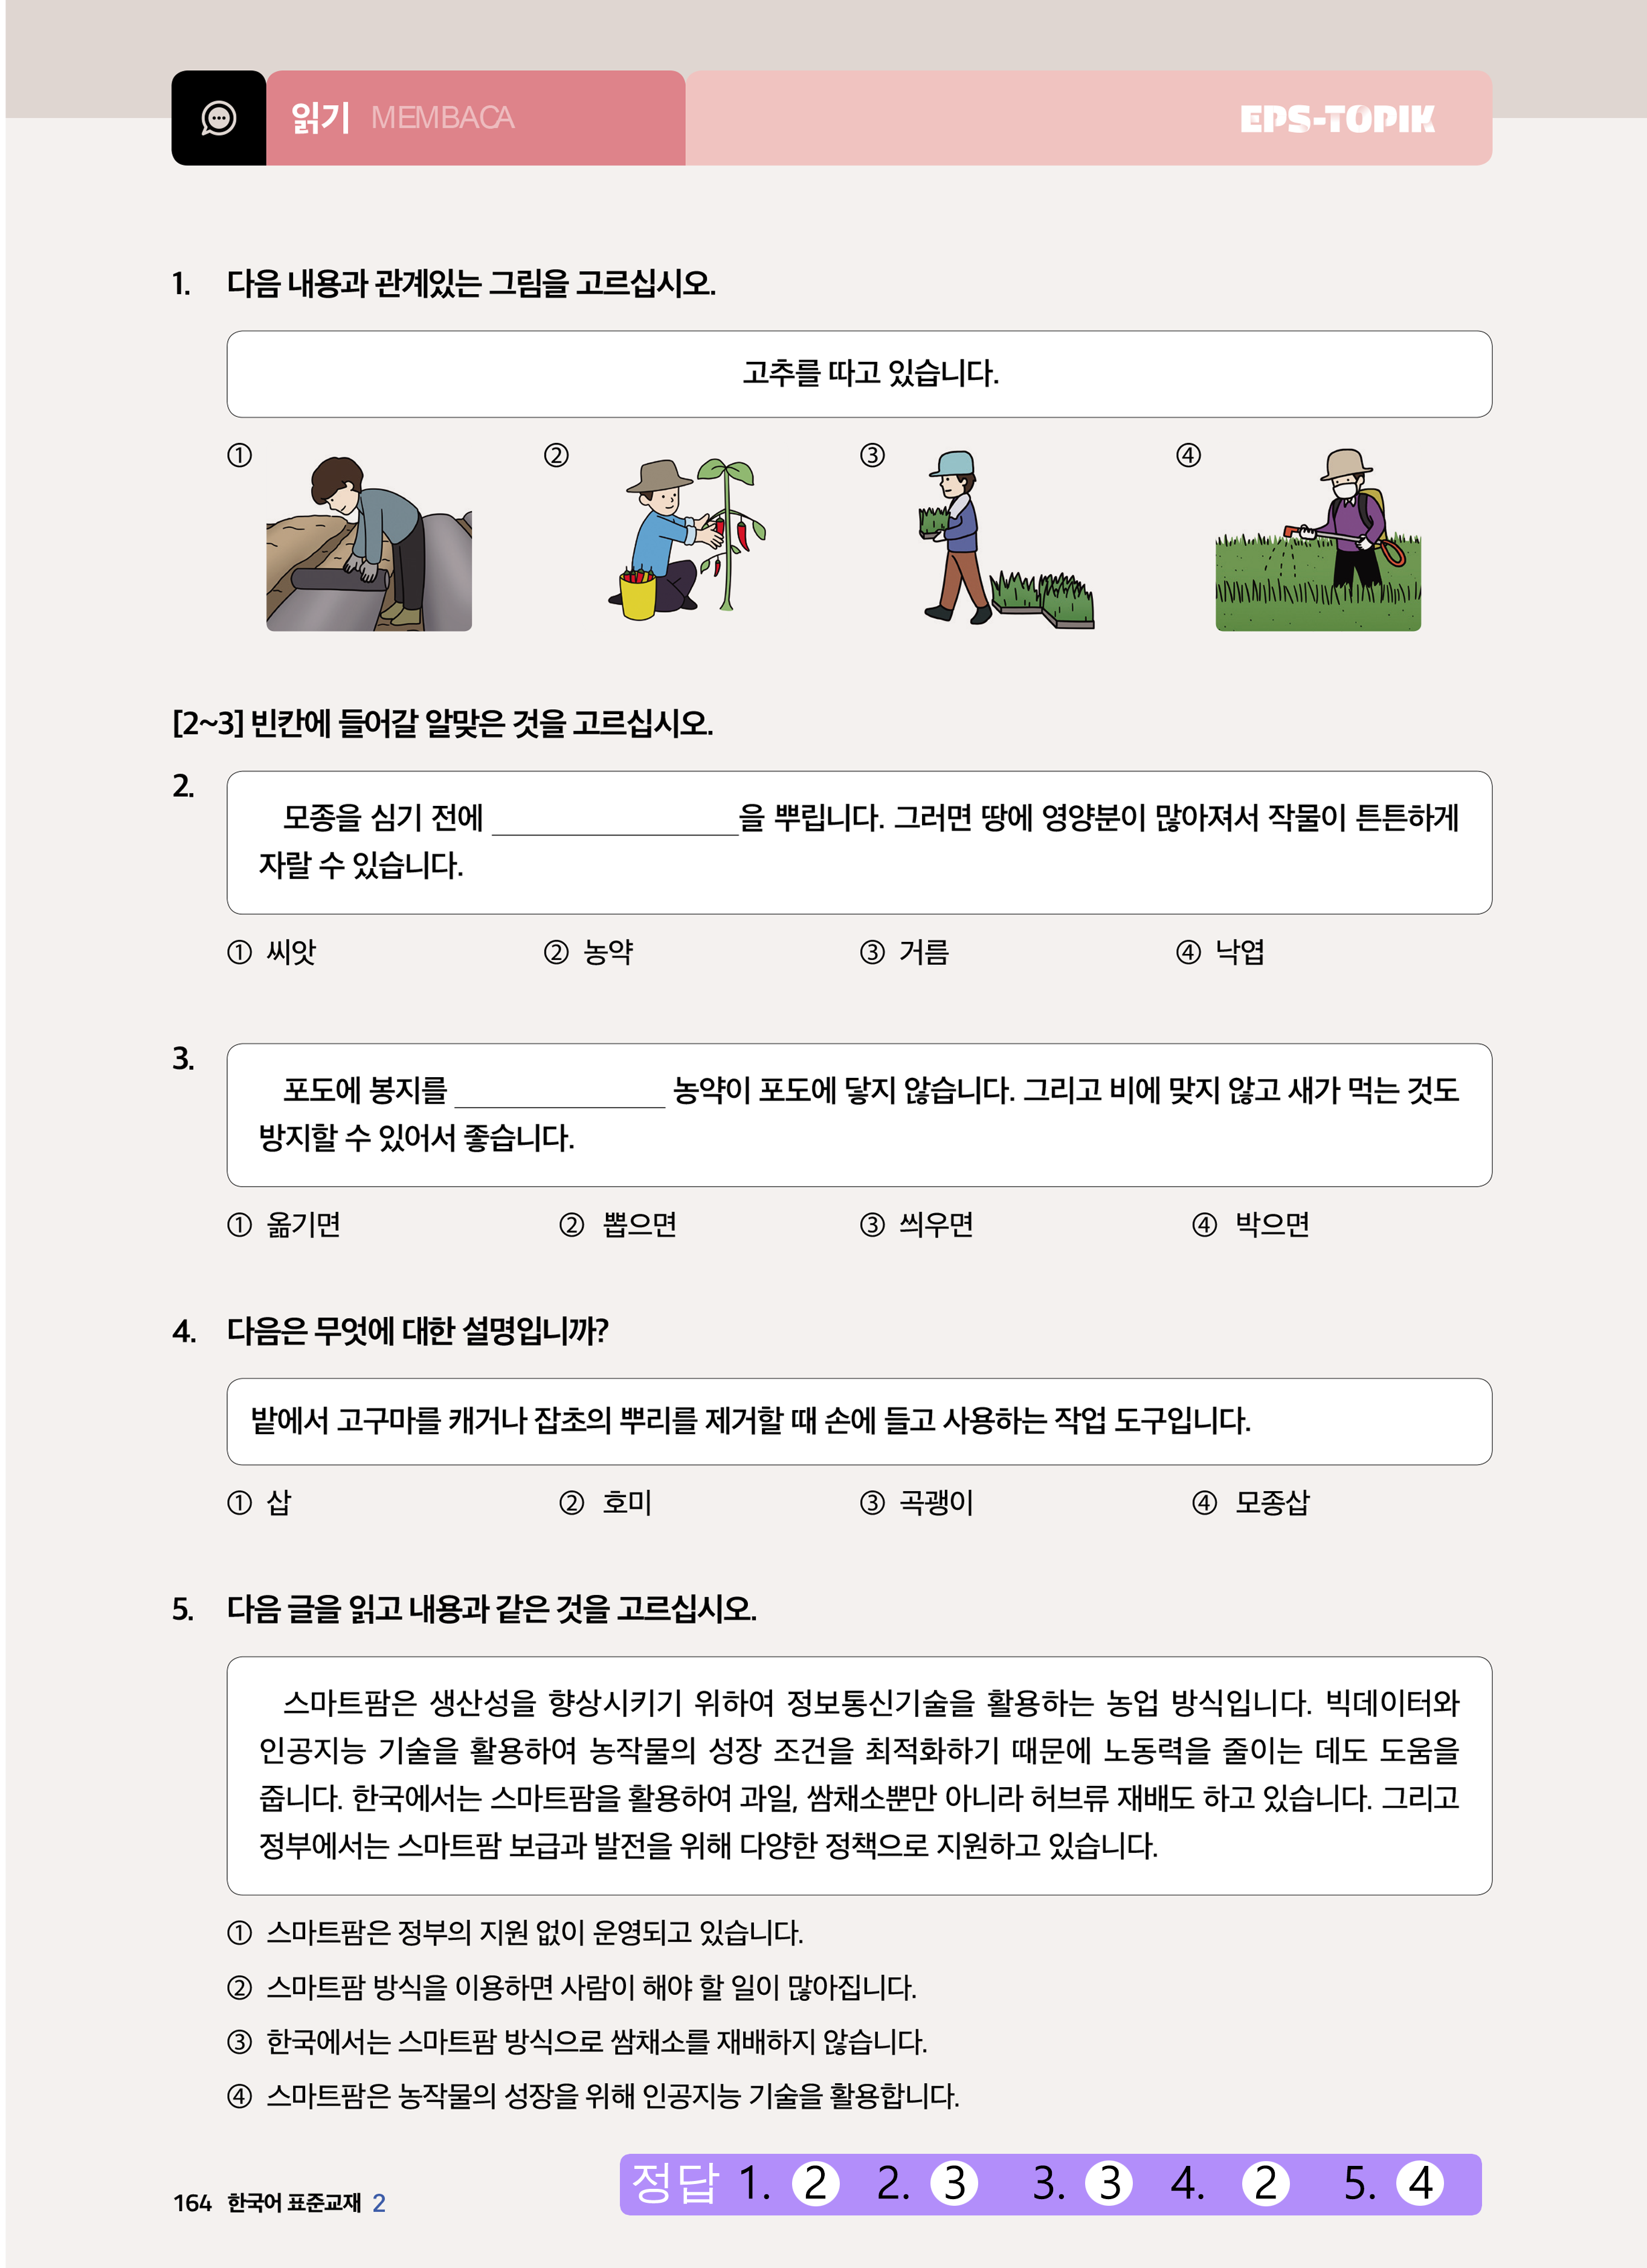 읽기 MEMBACA EPS-TOPIK
1. 다음 내용과 관계있는 그림을 고르십시오.
고추를 따고 있습니다.
① ② ③ ④
[2~3] 빈칸에 들어갈 알맞은 것을 고르십시오.
2. 모종을 심기 전에 ________________을 뿌립니다. 그러면 땅에 영양분이 많아져서 작물이 튼튼하게
자랄 수 있습니다.
① 씨앗 ② 농약 ③ 거름 ④ 낙엽
3. 포도에 봉지를 ______________ 농약이 포도에 닿지 않습니다. 그리고 비에 맞지 않고 새가 먹는 것도
방지할 수 있어서 좋습니다.
① 옮기면 ② 뽑으면 ③ 씌우면 ④ 박으면
4. 다음은 무엇에 대한 설명입니까?
밭에서 고구마를 캐거나 잡초의 뿌리를 제거할 때 손에 들고 사용하는 작업 도구입니다.
① 삽 ② 호미 ③ 곡괭이 ④ 모종삽
5. 다음 글을 읽고 내용과 같은 것을 고르십시오.
스마트팜은 생산성을 향상시키기 위하여 정보통신기술을 활용하는 농업 방식입니다. 빅데이터와
인공지능 기술을 활용하여 농작물의 성장 조건을 최적화하기 때문에 노동력을 줄이는 데도 도움을
줍니다. 한국에서는 스마트팜을 활용하여 과일, 쌈채소뿐만 아니라 허브류 재배도 하고 있습니다. 그리고
정부에서는 스마트팜 보급과 발전을 위해 다양한 정책으로 지원하고 있습니다.
① 스마트팜은 정부의 지원 없이 운영되고 있습니다.
② 스마트팜 방식을 이용하면 사람이 해야 할 일이 많아집니다.
③ 한국에서는 스마트팜 방식으로 쌈채소를 재배하지 않습니다.
④ 스마트팜은 농작물의 성장을 위해 인공지능 기술을 활용합니다.
정답 1. 2 2. 3 3. 3 4. 2 5. 4
164 한국어 표준교재 2